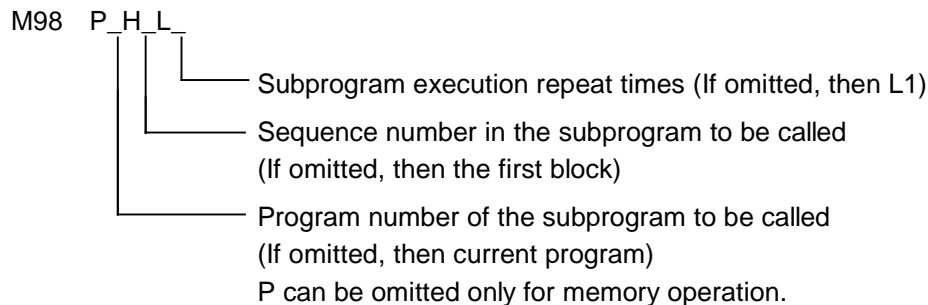 M98 P_H_L_
Subprogram execution repeat times (If omitted, then L1)
Sequence number in the subprogram to be called
(If omitted, then the first block)
Program number of the subprogram to be called
(If omitted, then current program)
P can be omitted only for memory operation.